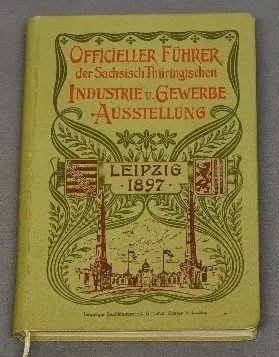 OFFICIELLER FÜHRER
der Sächsisch Thüringischen
INDUSTRIE u. GEWERBE
AUSSTELLUNG
LEIPZIG
1897.